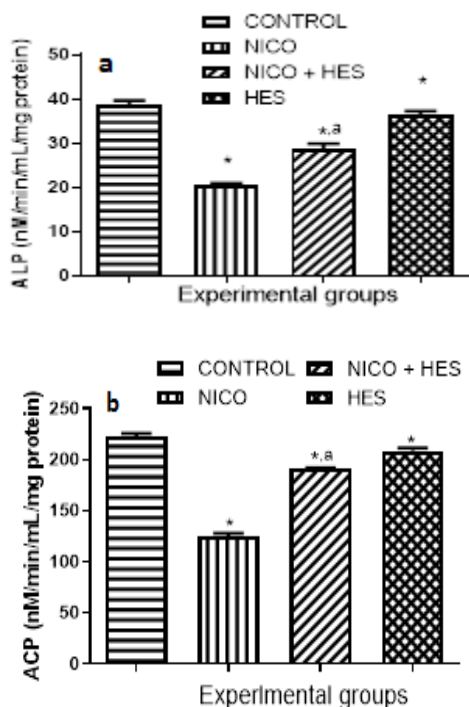 CONTROL
NICO
NICO + HES
HES
a
50
40
30
20
10
0
*
*,a
*
ALP (nM/min/mL/mg protein)
Experimental groups
CONTROL NICO + HES
NICO HES
b
250
200
150
100
50
0
*
*,a
*
ACP (nM/min/mL/mg protein)
Experimental groups